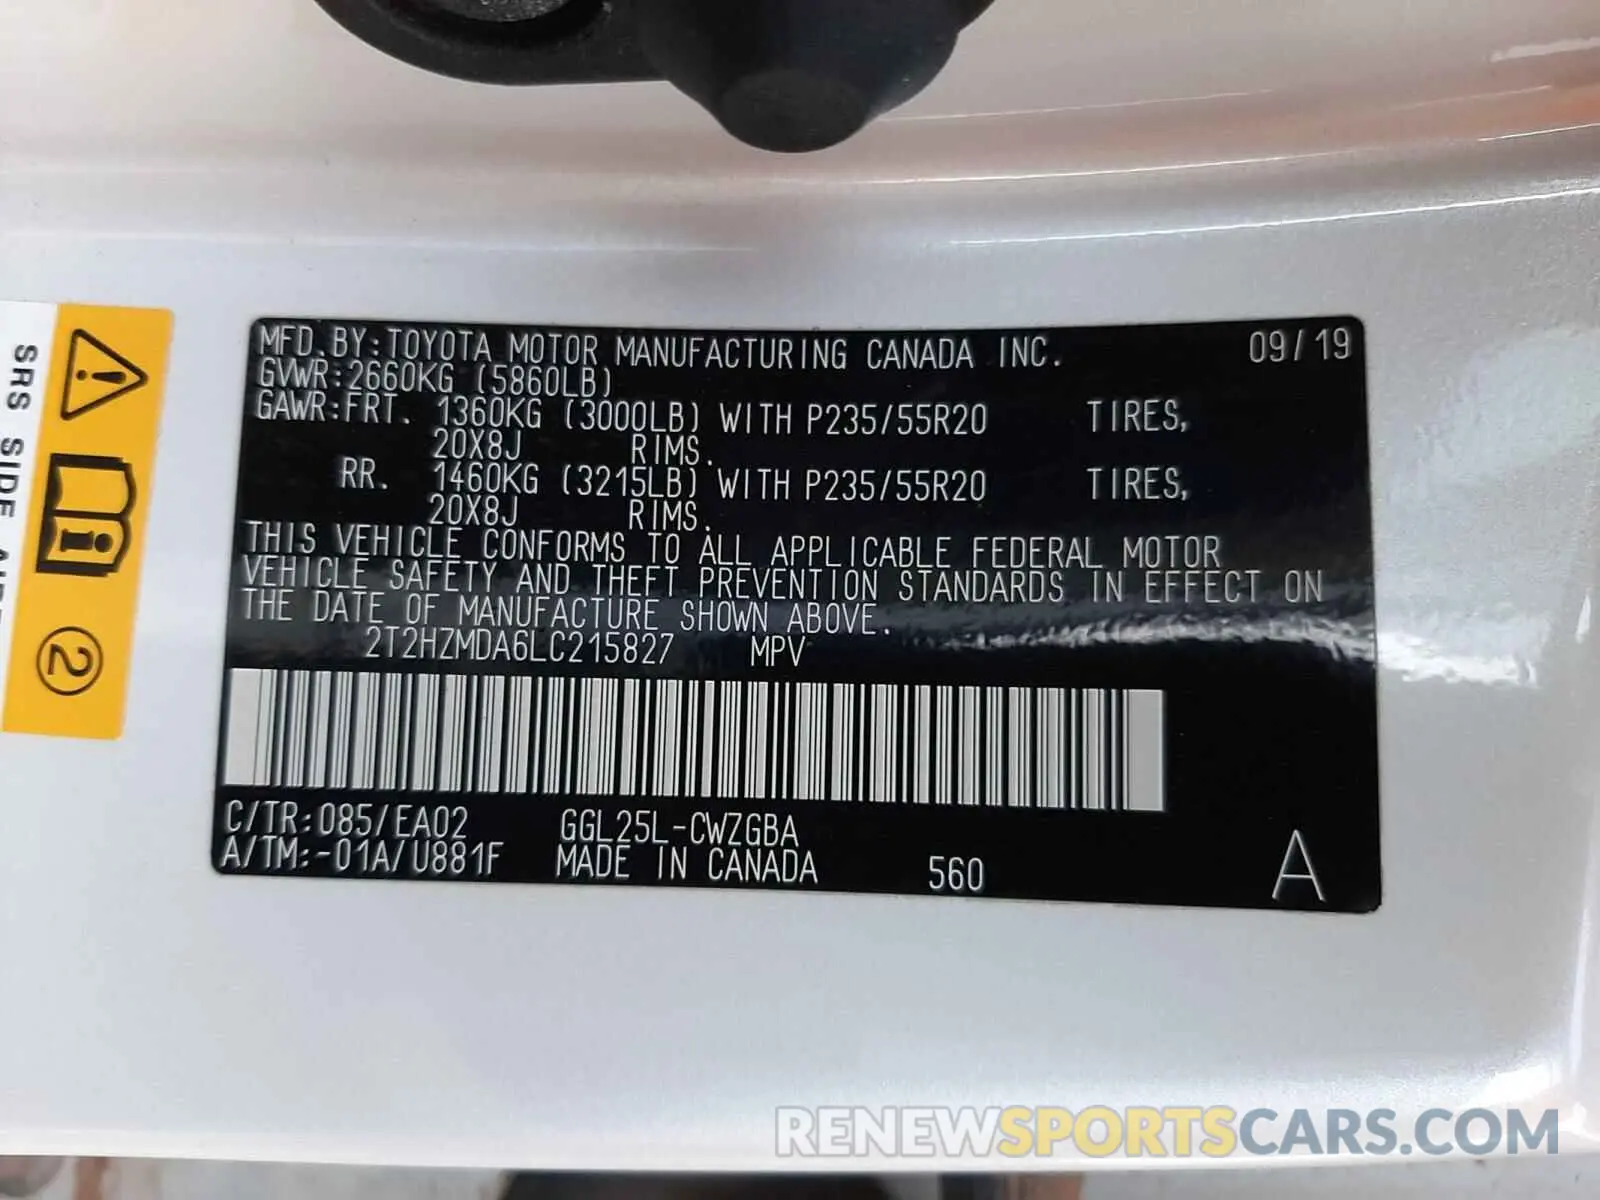 MFD.BY:TOYOTA MOTOR MANUFACTURING CANADA INC. 09/19
GVWR:2660KG (5860LB)
GAWR:FRT. 1360KG (3000LB) WITH P235/55R20 TIRES,
20X8J RIMS.
RR. 1460KG (3215LB) WITH P235/55R20 TIRES,
20X8J RIMS.
THIS VEHICLE CONFORMS TO ALL APPLICABLE FEDERAL MOTOR
VEHICLE SAFETY AND THEFT PREVENTION STANDARDS IN EFFECT ON
THE DATE OF MANUFACTURE SHOWN ABOVE.
2T2HZMDA6LC215827 MPV
C/TR:085/EA02 GGL25L-CWZGBA
A/TM:-01A/U881F MADE IN CANADA 560 A
SRS SIDE
2
RENEWSPORTSCARS.COM